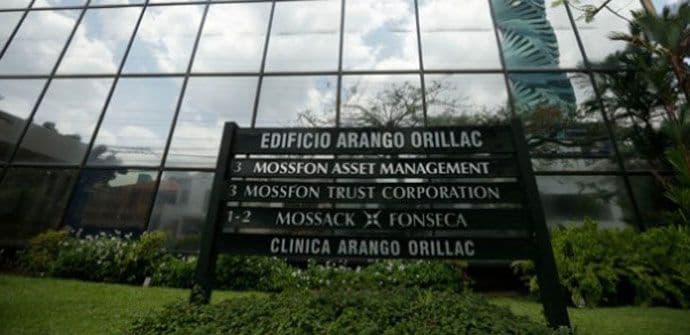 EDIFICIO ARANGO ORILLAC
3 MOSSFON ASSET MANAGEMENT
3 MOSSFON TRUST CORPORATION
1-2 MOSSACK FONSECA
CLINICA ARANGO ORILLAC